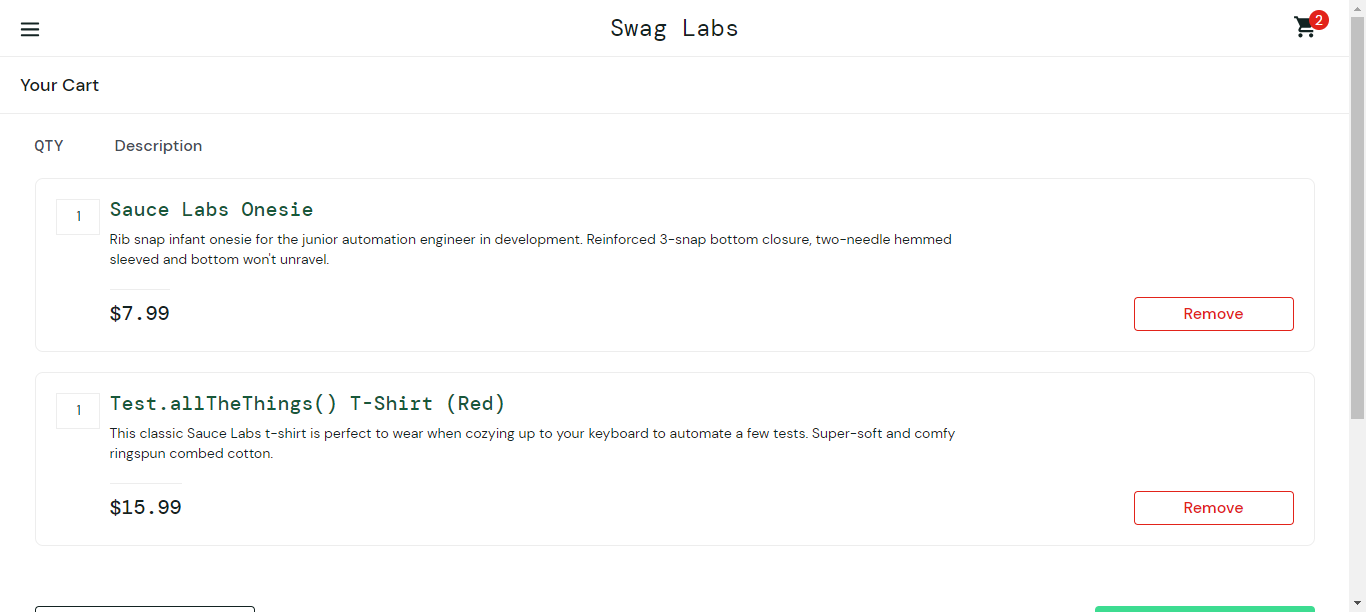 Swag Labs
2
Your Cart
QTY Description
1 Sauce Labs Onesie
Rib snap infant onesie for the junior automation engineer in development. Reinforced 3-snap bottom closure, two-needle hemmed
sleeved and bottom won't unravel.
$7.99
Remove
1 Test.allTheThings() T-Shirt (Red)
This classic Sauce Labs t-shirt is perfect to wear when cozying up to your keyboard to automate a few tests. Super-soft and comfy
ringspun combed cotton.
$15.99
Remove